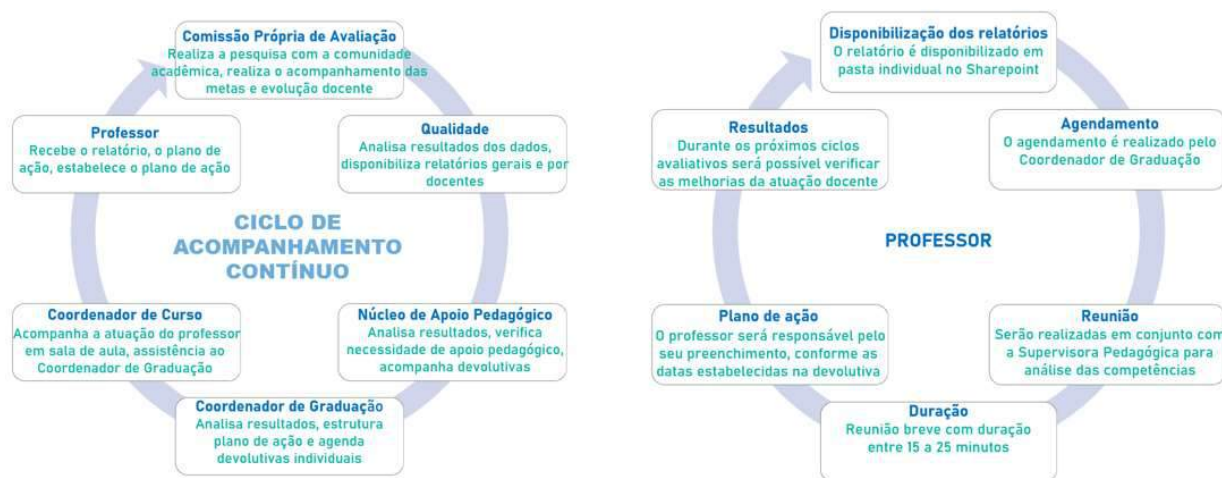 Comissão Própria de Avaliação
Realiza a pesquisa com a comunidade
acadêmica, realiza o acompanhamento das
metas e evolução docente
Qualidade
Analisa resultados dos dados,
disponibiliza relatórios gerais e por
docentes
Núcleo de Apoio Pedagógico
Analisa resultados, verifica
necessidade de apoio pedagógico,
acompanha devolutivas
Coordenador de Graduação
Analisa resultados, estrutura
plano de ação e agenda
devolutivas individuais
Coordenador de Curso
Acompanha a atuação do professor
em sala de aula, assistência ao
Coordenador de Graduação
Professor
Recebe o relatório, o plano de
ação, estabelece o plano de ação
CICLO DE
ACOMPANHAMENTO
CONTÍNUO
Disponibilização dos relatórios
O relatório é disponibilizado em
pasta individual no Sharepoint
Agendamento
O agendamento é realizado pelo
Coordenador de Graduação
Reunião
Serão realizadas em conjunto com
a Supervisora Pedagógica para
análise das competências
Duração
Reunião breve com duração
entre 15 a 25 minutos
Plano de ação
O professor será responsável pelo
seu preenchimento, conforme as
datas estabelecidas na devolutiva
Resultados
Durante os próximos ciclos
avaliativos será possível verificar
as melhorias da atuação docente
PROFESSOR